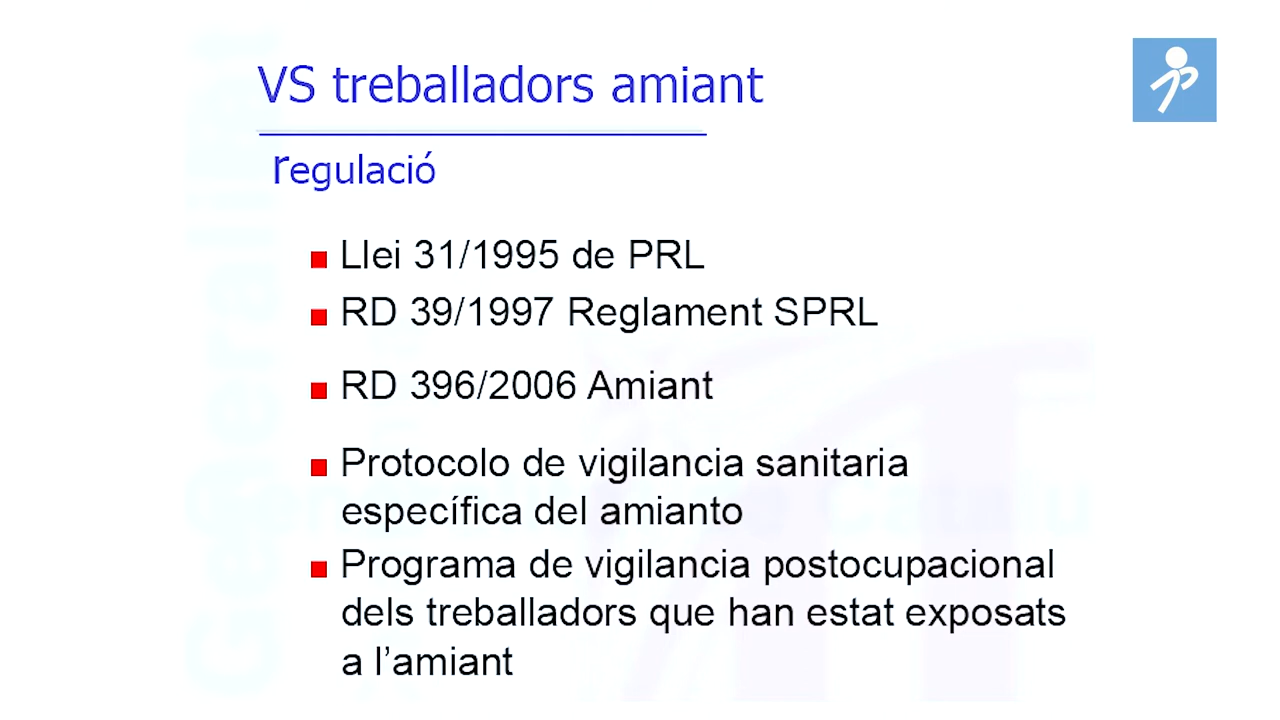 VS treballadors amiant
regulació
Llei 31/1995 de PRL
RD 39/1997 Reglament SPRL
RD 396/2006 Amiant
Protocolo de vigilancia sanitaria
específica del amianto
Programa de vigilancia postocupacional
dels treballadors que han estat exposats
a l’amiant